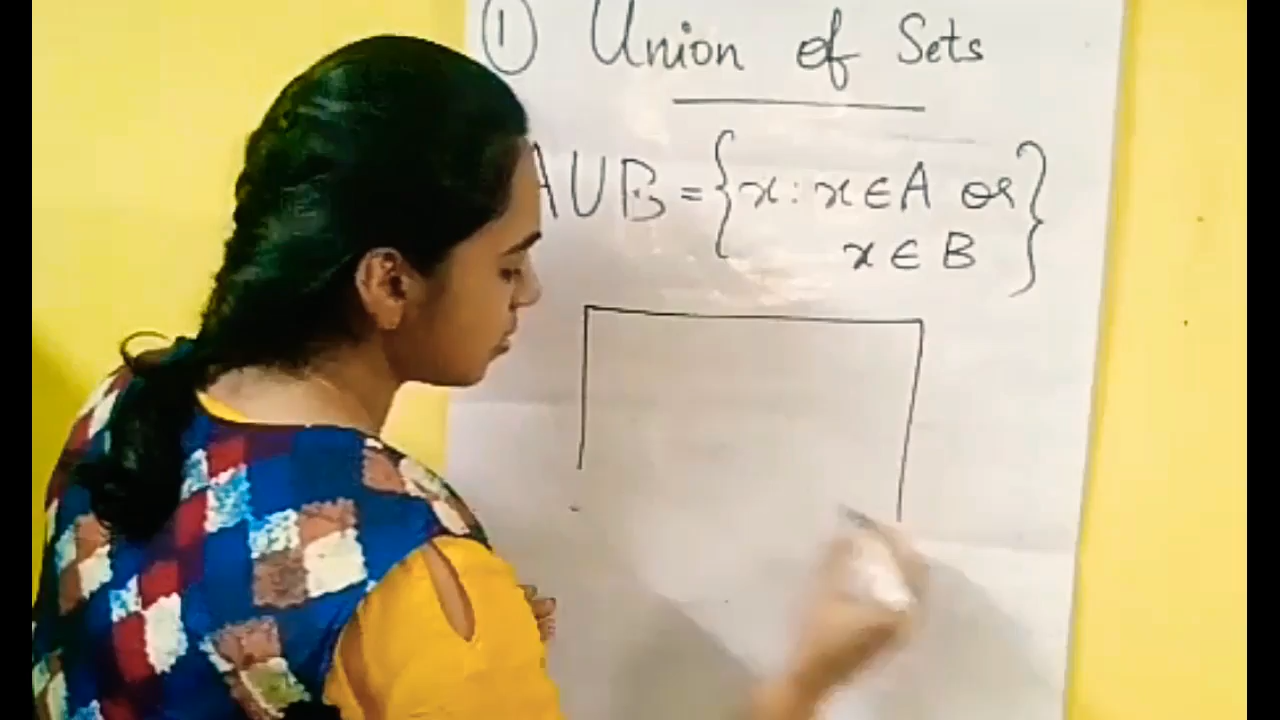 ① Union of Sets
A∪B = {x : x ∈ A or
x ∈ B}